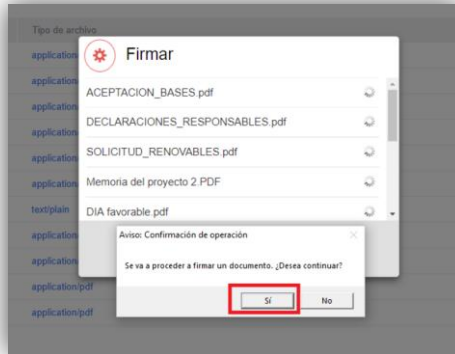 Tipo de archivo
Firmar
application
ACEPTACION_BASES.pdf
application
application
DECLARACIONES_RESPONSABLES.pdf
application
application
SOLICITUD_RENOVABLES.pdf
application
Memoria del proyecto 2.PDF
text/plain
DIA favorable.pdf
application
Aviso: Confirmación de operación
application
Se va a proceder a firmar un documento. ¿Desea continuar?
application/pdf
Sí No
application/pdf